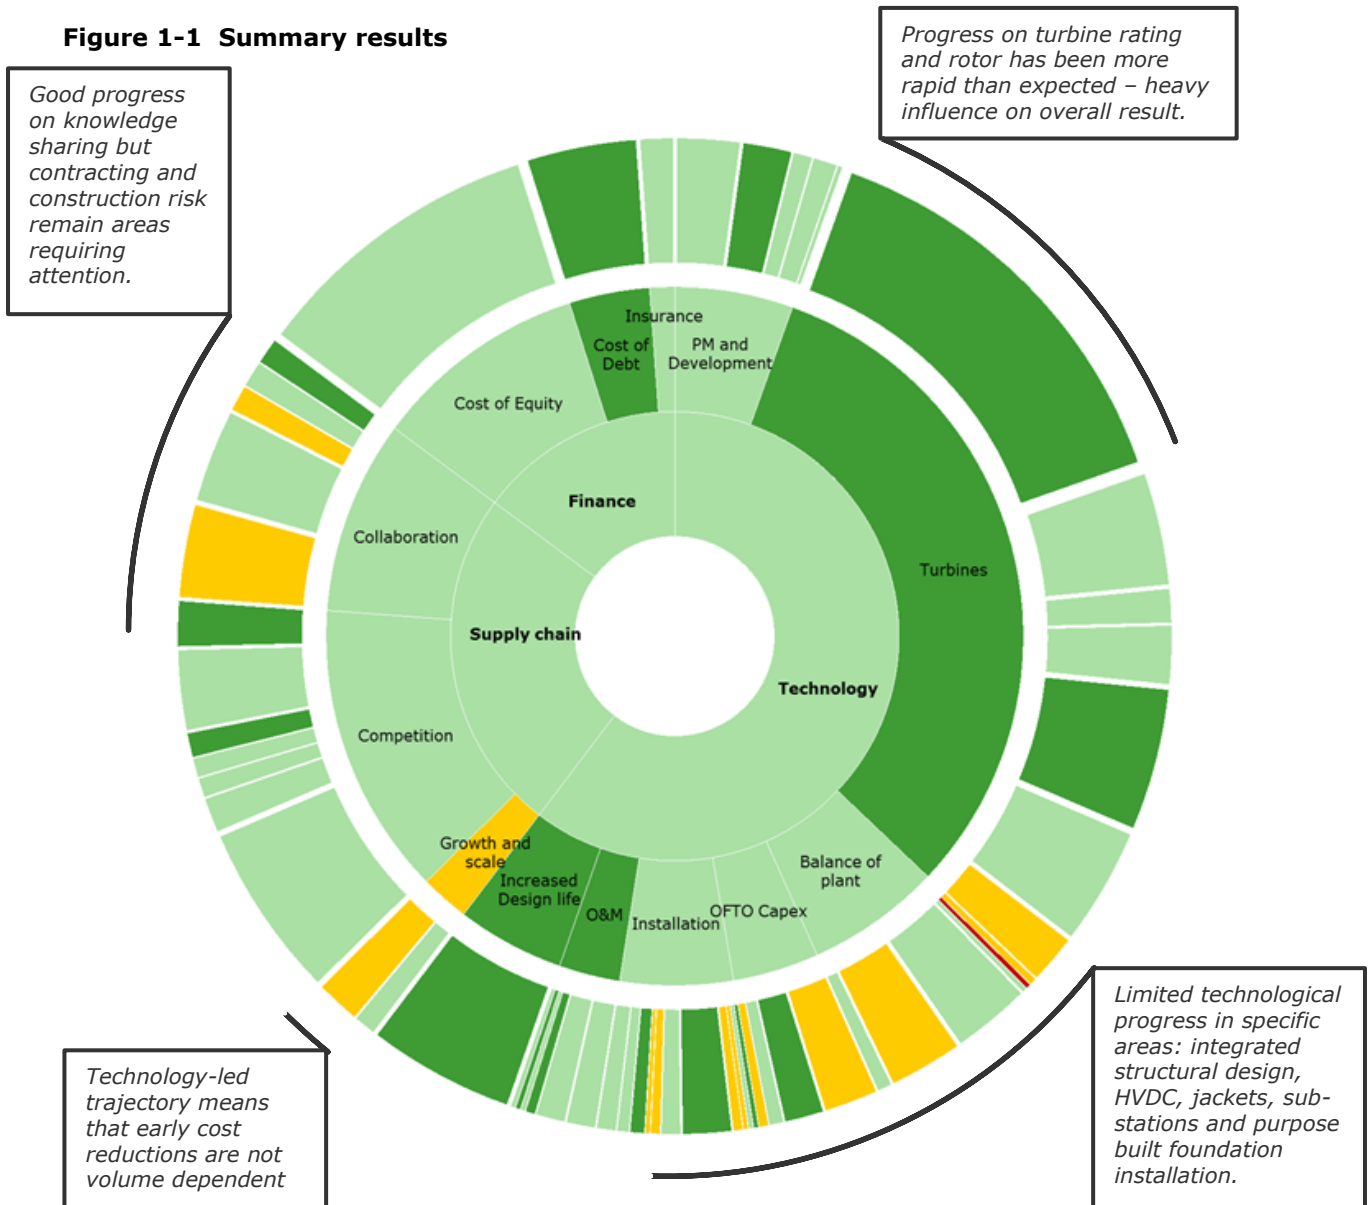 Figure 1-1  Summary results
Progress on turbine rating
and rotor has been more
rapid than expected – heavy
influence on overall result.
Good progress
on knowledge
sharing but
contracting and
construction risk
remain areas
requiring
attention.
Insurance
Cost of
Debt
PM and
Development
Cost of Equity
Finance
Collaboration
Turbines
Supply chain
Technology
Competition
Growth and
scale
Increased
Design life
O&M
Installation
OFTO Capex
Balance of
plant
Technology-led
trajectory means
that early cost
reductions are not
volume dependent
Limited technological
progress in specific
areas: integrated
structural design,
HVDC, jackets, sub-
stations and purpose
built foundation
installation.